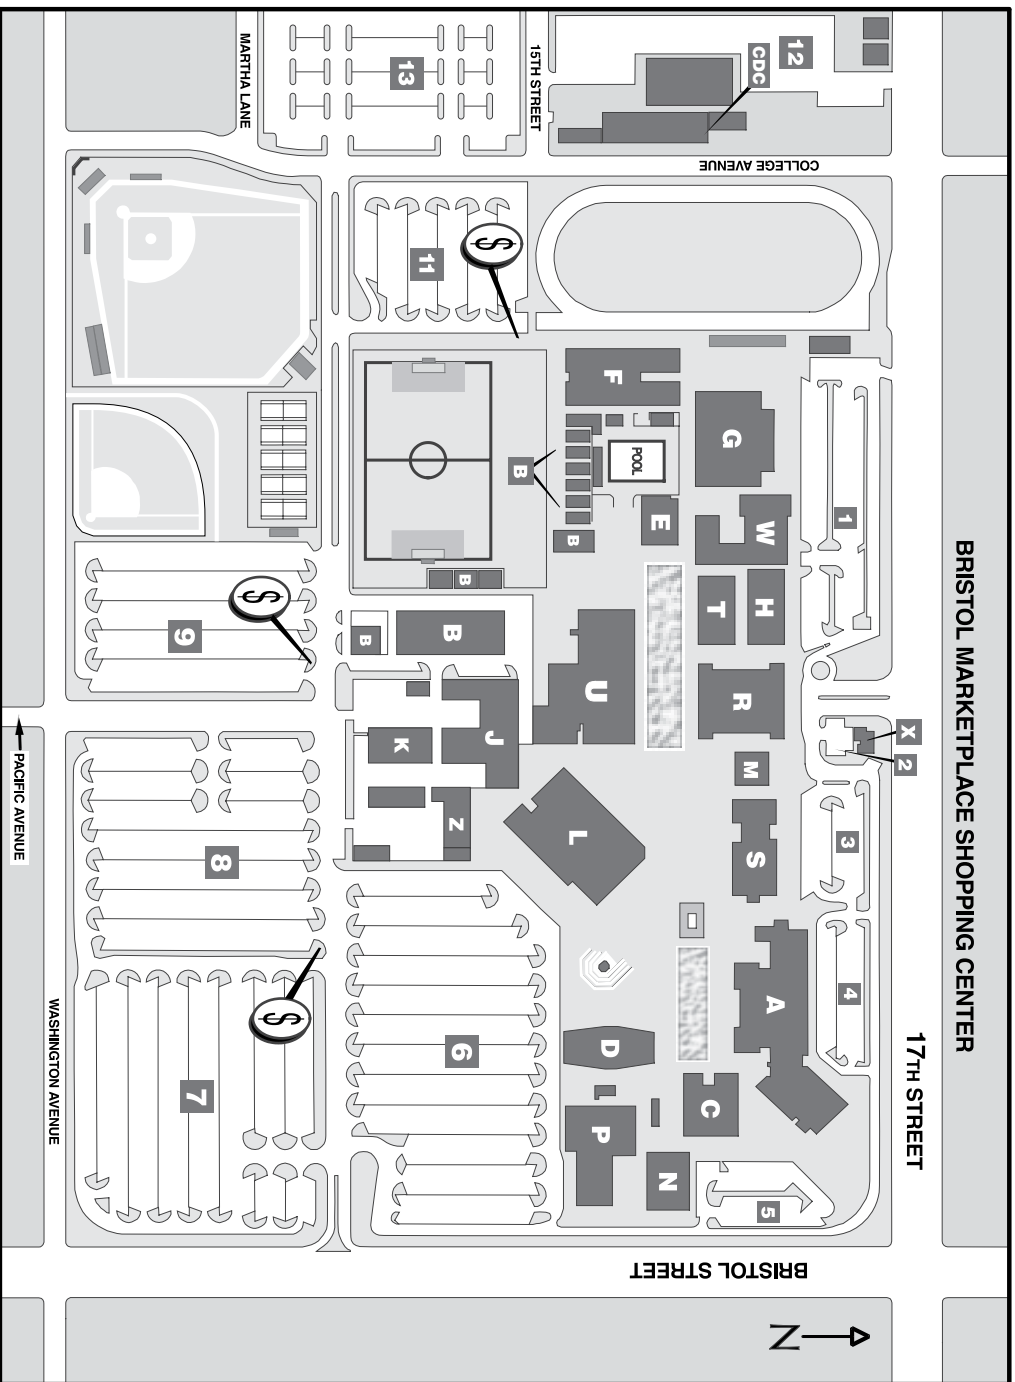 BRISTOL MARKETPLACE SHOPPING CENTER
17TH STREET
X
2
N
1
3
4
5
12
CDC
COLLEGE AVENUE
BRISTOL STREET
W
H
G
T
R
M
S
A
C
E
N
POOL
F
U
L
D
P
B
B
15TH STREET
$
B
B
J
Z
K
B
11
13
6
MARTHA LANE
$
$
9
8
7
WASHINGTON AVENUE
PACIFIC AVENUE